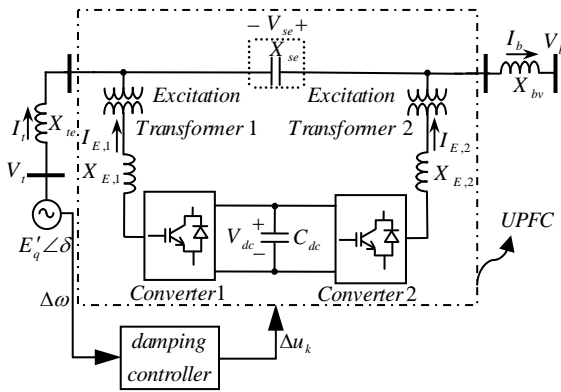 − V_se +
X_se
I_b
V_b
X_bv
Excitation
Transformer 1
Excitation
Transformer 2
I_t
X_te
I_E,1
X_E,1
I_E,2
X_E,2
V_t
E'_q∠δ
V_dc
+
−
C_dc
UPFC
Converter1
Converter 2
Δω
damping
controller
Δu_k